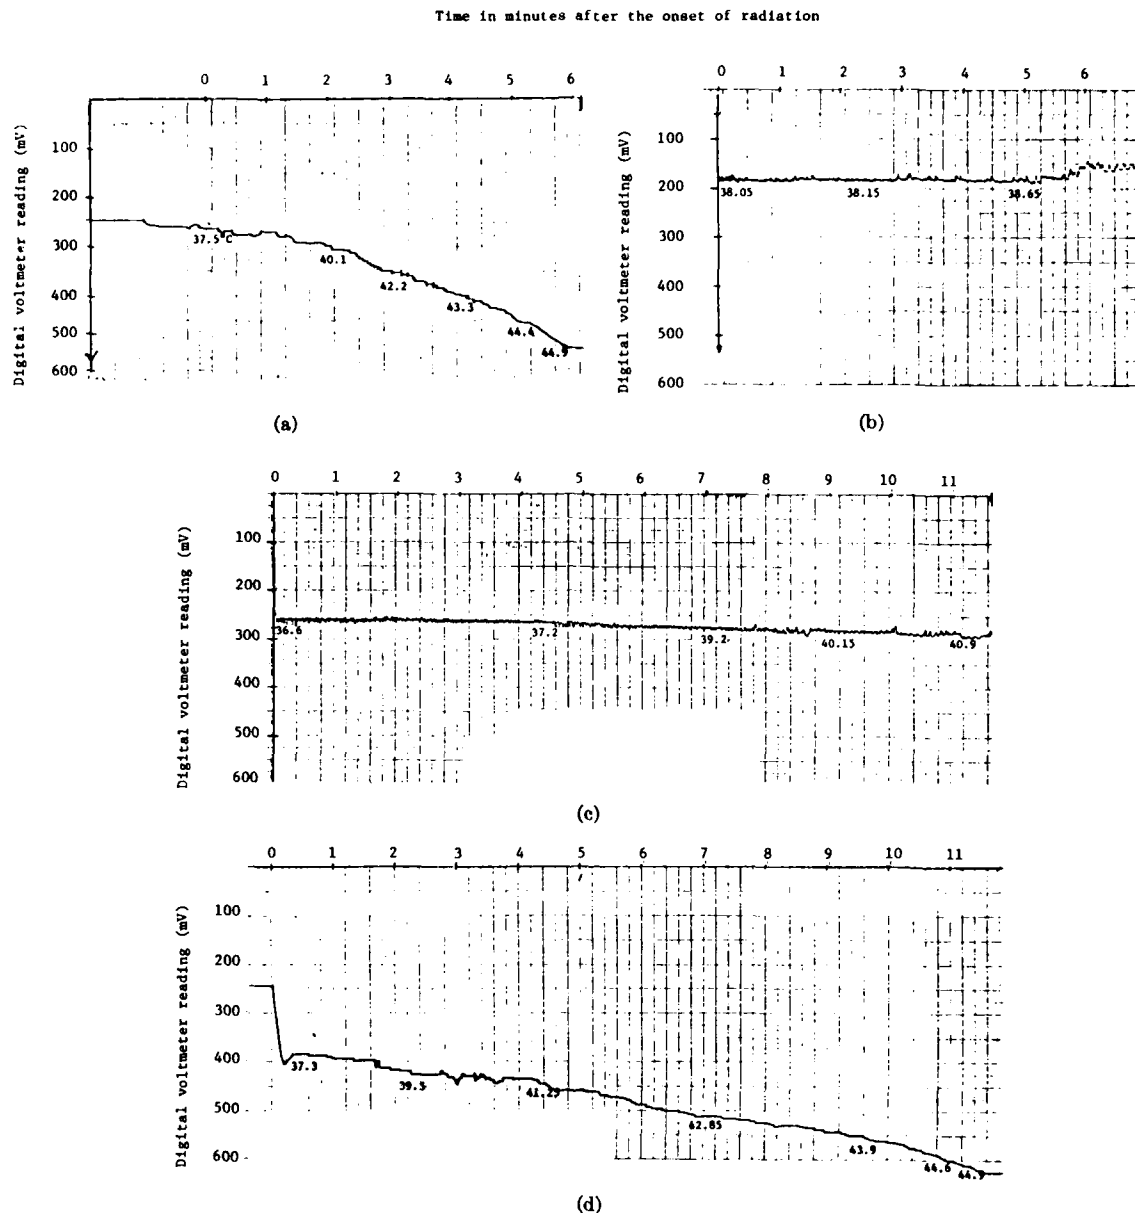 Time in minutes after the onset of radiation
0 1 2 3 4 5 6
Digital voltmeter reading (mV)
100
200
300
400
500
600
37.5°C
40.1
42.2
43.3
44.4
44.9
(a)
0 1 2 3 4 5 6
Digital voltmeter reading (mV)
100
200
300
400
500
600
38.05 38.15 38.65
(b)
0 1 2 3 4 5 6 7 8 9 10 11
Digital voltmeter reading (mV)
100
200
300
400
500
600
36.6 37.2 39.2 40.15 40.9
(c)
0 1 2 3 4 5 6 7 8 9 10 11
Digital voltmeter reading (mV)
100
200
300
400
500
600
37.3
39.5
41.25
42.85
43.9
44.6
44.9
(d)